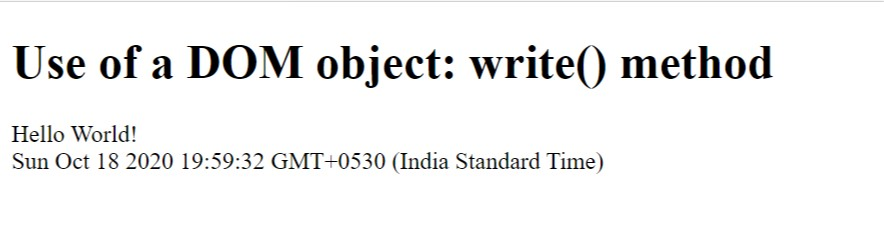 Use of a DOM object: write() method
Hello World!
Sun Oct 18 2020 19:59:32 GMT+0530 (India Standard Time)